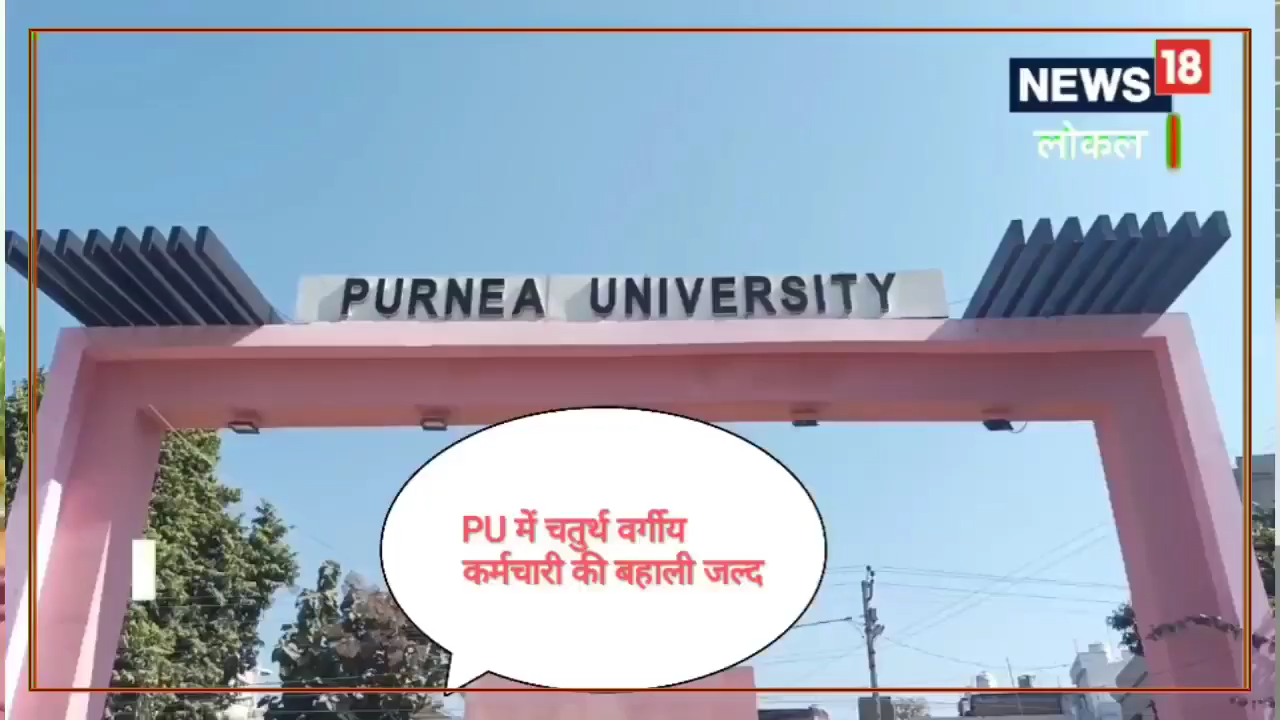 NEWS18
लोकल
PURNEA UNIVERSITY
PU में चतुर्थ वर्गीय
कर्मचारी की बहाली जल्द